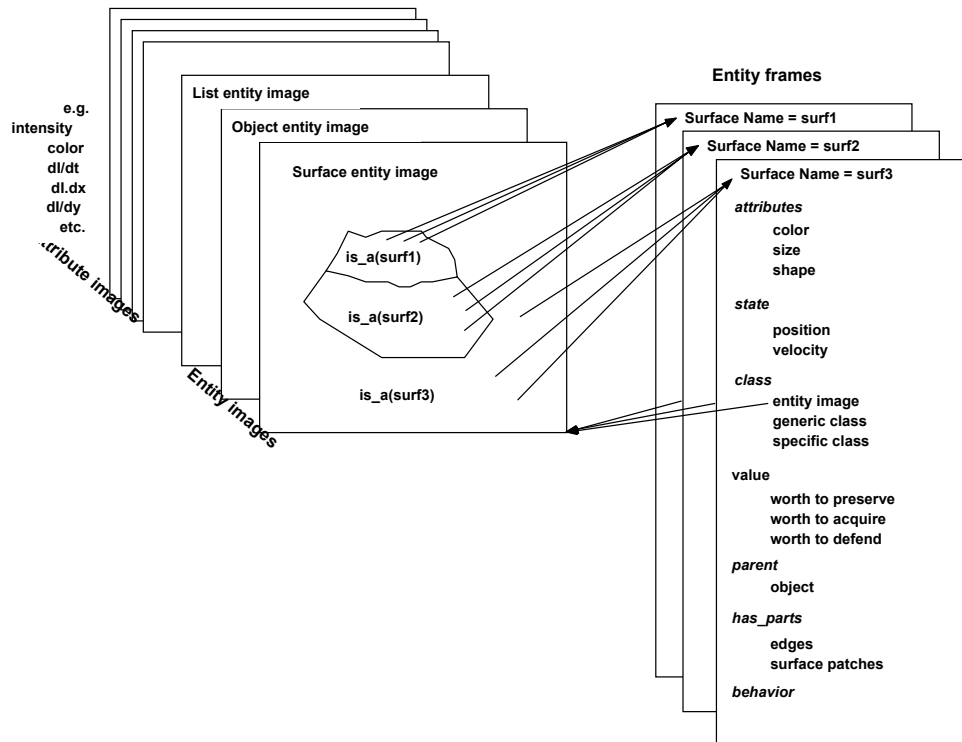 e.g.
intensity
color
dI/dt
dI.dx
dI/dy
etc.
ttribute images
Entity images
List entity image
Object entity image
Surface entity image
is_a(surf1)
is_a(surf2)
is_a(surf3)
Entity frames
Surface Name = surf1
Surface Name = surf2
Surface Name = surf3
attributes
color
size
shape
state
position
velocity
class
entity image
generic class
specific class
value
worth to preserve
worth to acquire
worth to defend
parent
object
has_parts
edges
surface patches
behavior